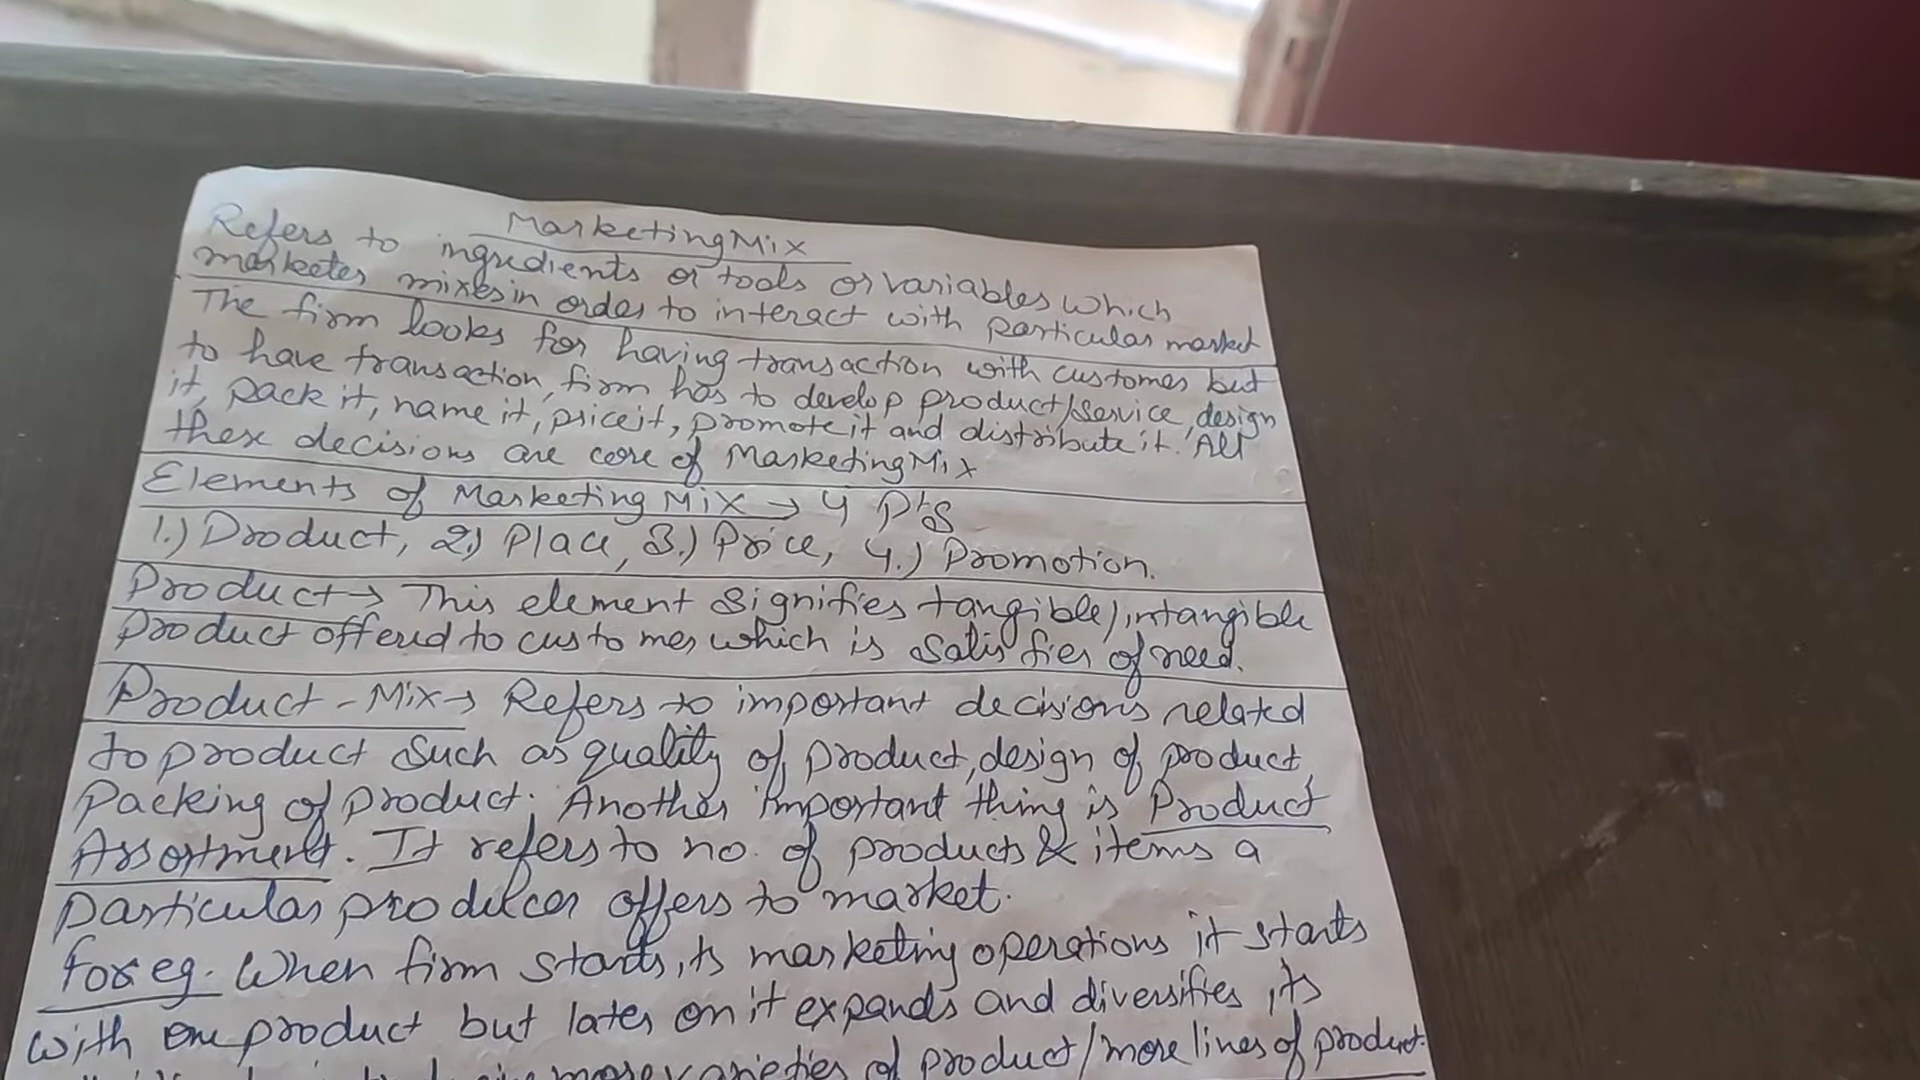 Marketing Mix
Refers to ingredients or tools or variables which
marketer mixes in order to interact with particular market
The firm looks for having transaction with customer but
to have transaction, firm has to develop product/service, design
it, pack it, name it, price it, promote it and distribute it. All
these decisions are core of Marketing Mix
Elements of Marketing Mix → 4 P's
1.) Product, 2.) Place, 3.) Price, 4.) Promotion.
Product → This element signifies tangible/intangible
product offered to customer which is satisfier of need.
Product - Mix → Refers to important decisions related
to product such as quality of product, design of product,
Packing of product. Another important thing is Product
Assortment. It refers to no. of products & items a
particular producer offers to market.
For eg. When firm starts its marketing operations it starts
with one product but later on it expands and diversifies its
more varieties of product/more lines of product.